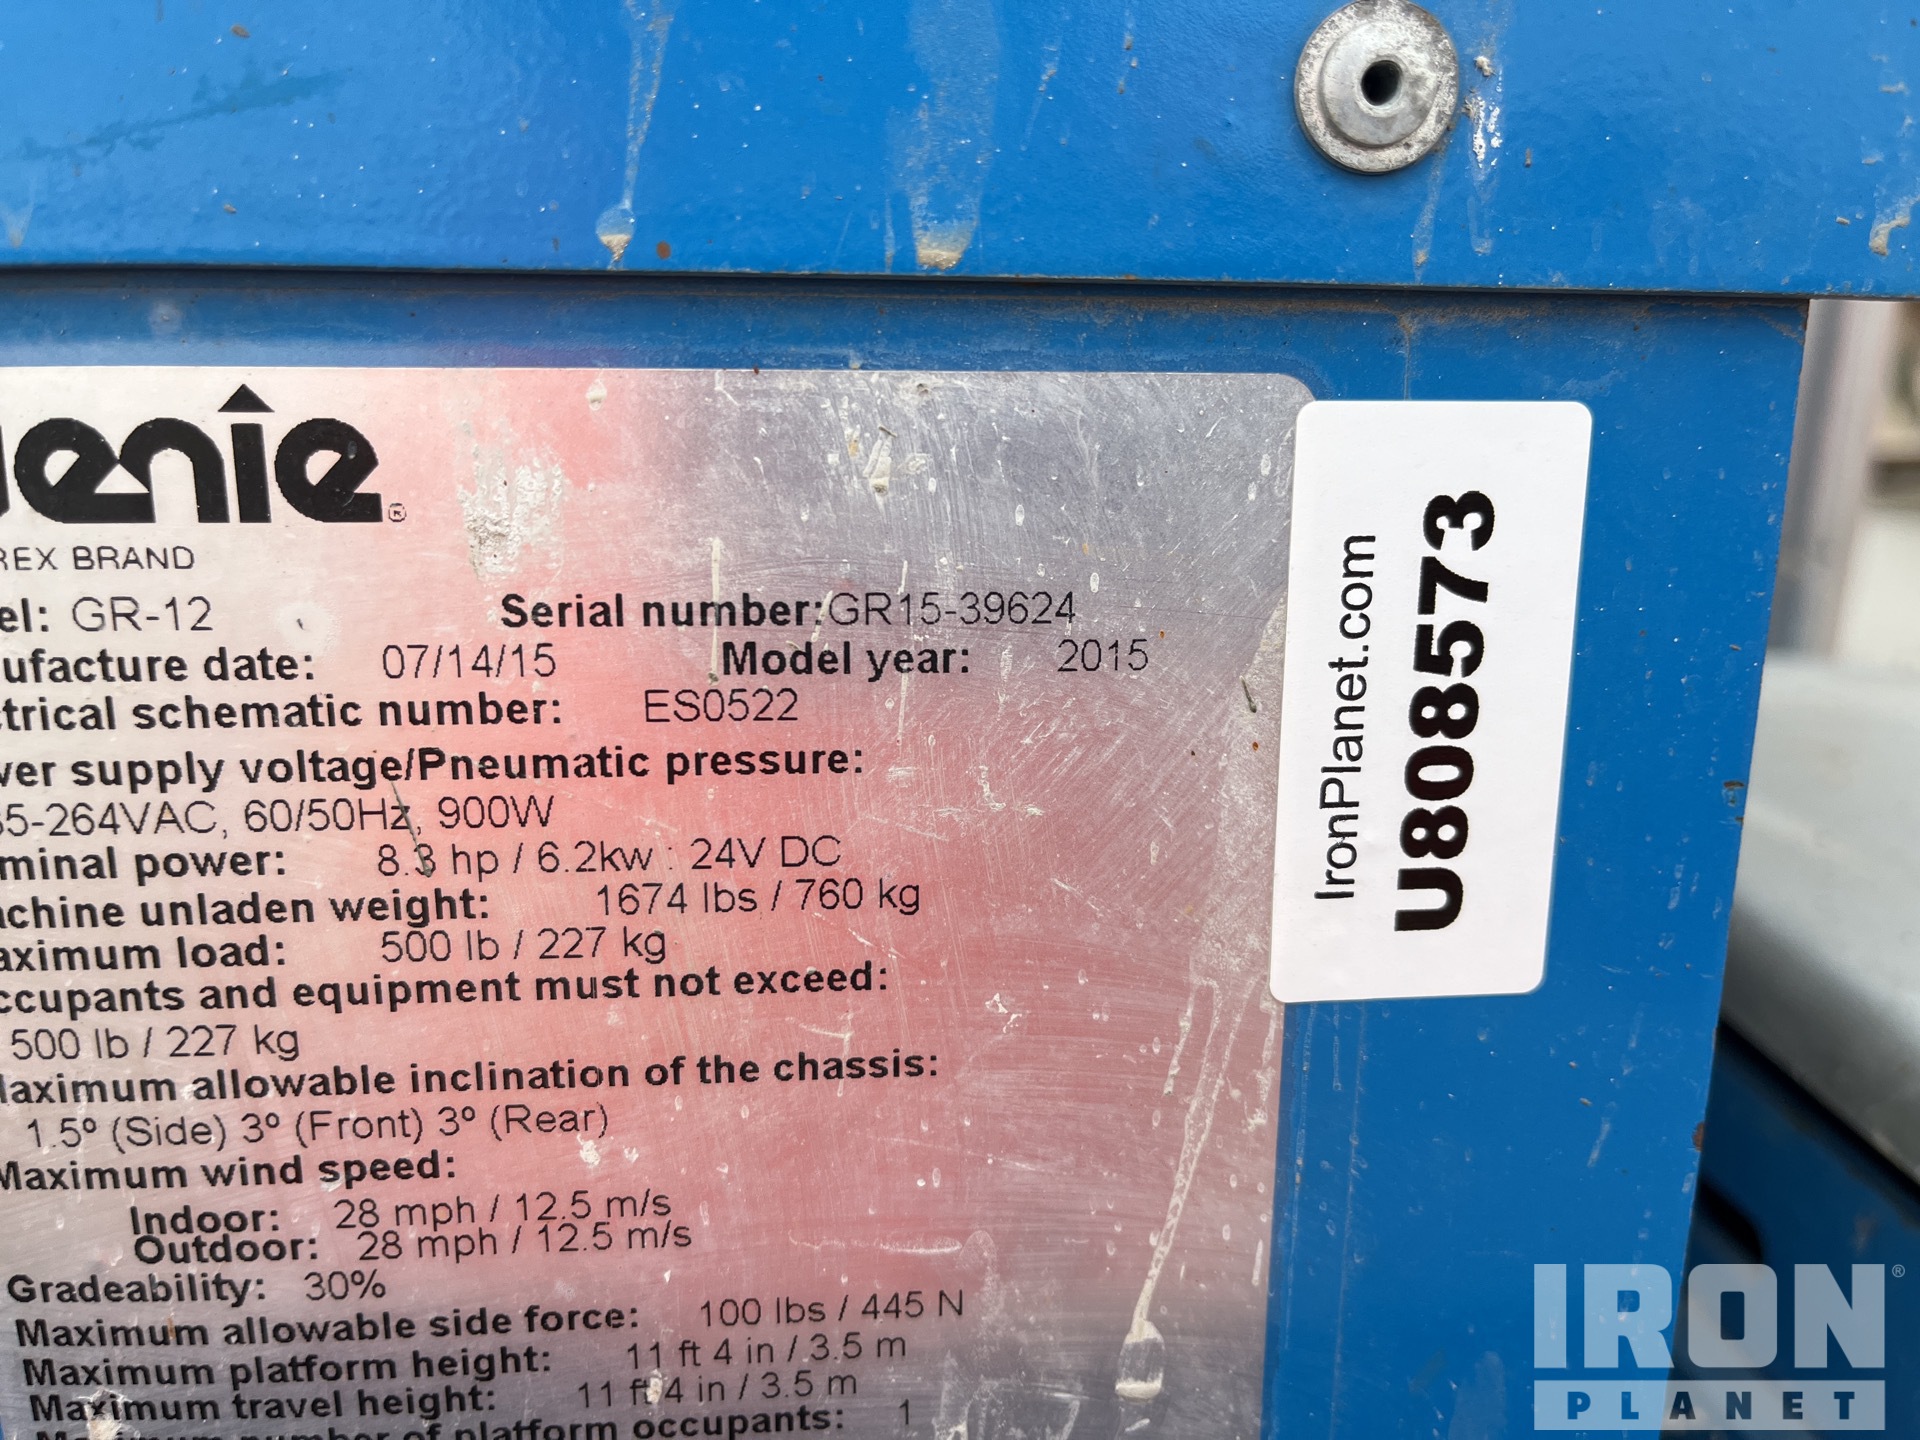 enie®
REX BRAND
el: GR-12 Serial number:GR15-39624
ufacture date: 07/14/15 Model year: 2015
trical schematic number: ES0522
er supply voltage/Pneumatic pressure:
5-264VAC, 60/50Hz, 900W
minal power: 8.3 hp / 6.2kw : 24V DC
achine unladen weight: 1674 lbs / 760 kg
aximum load: 500 lb / 227 kg
ccupants and equipment must not exceed:
500 lb / 227 kg
Maximum allowable inclination of the chassis:
1.5º (Side) 3º (Front) 3º (Rear)
Maximum wind speed:
Indoor: 28 mph / 12.5 m/s
Outdoor: 28 mph / 12.5 m/s
Gradeability: 30%
Maximum allowable side force: 100 lbs / 445 N
Maximum platform height: 11 ft 4 in / 3.5 m
Maximum travel height: 11 ft 4 in / 3.5 m
Maximum number of platform occupants: 1
IronPlanet.com
U808573
IRON®
PLANET